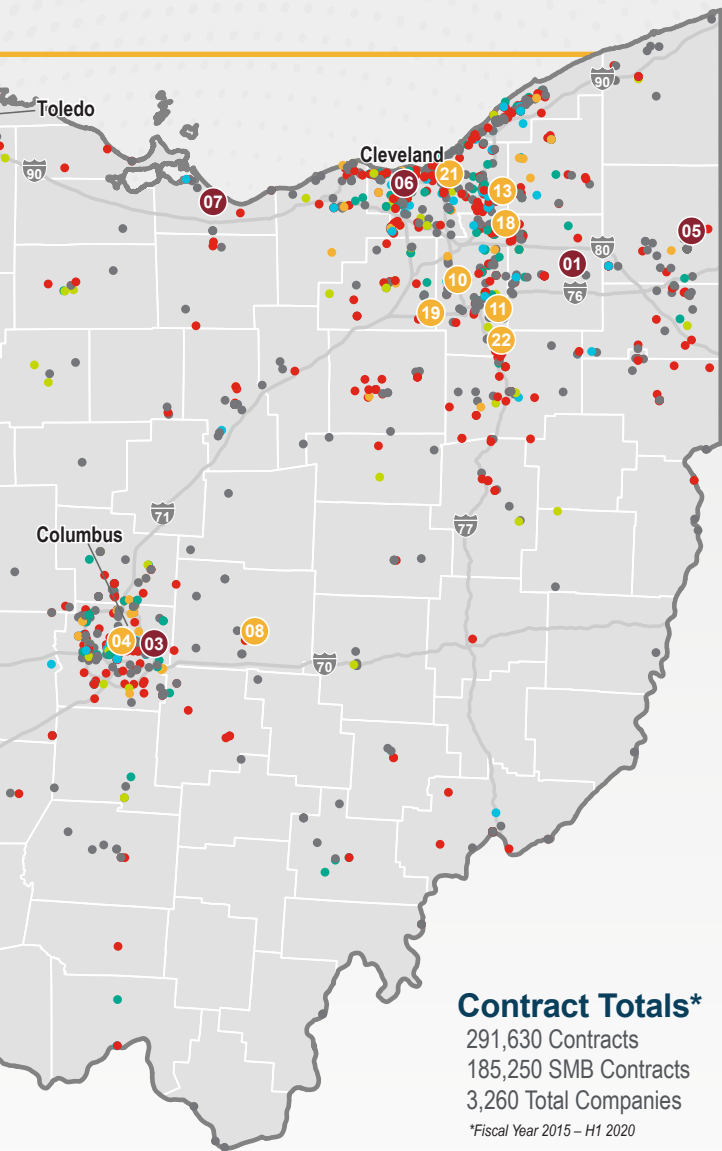 90
Toledo
Cleveland
90
21
06
13
07
18
05
80
01
10
76
11
19
22
71
Columbus
77
08
04
03
70
Contract Totals*
291,630 Contracts
185,250 SMB Contracts
3,260 Total Companies
*Fiscal Year 2015 – H1 2020